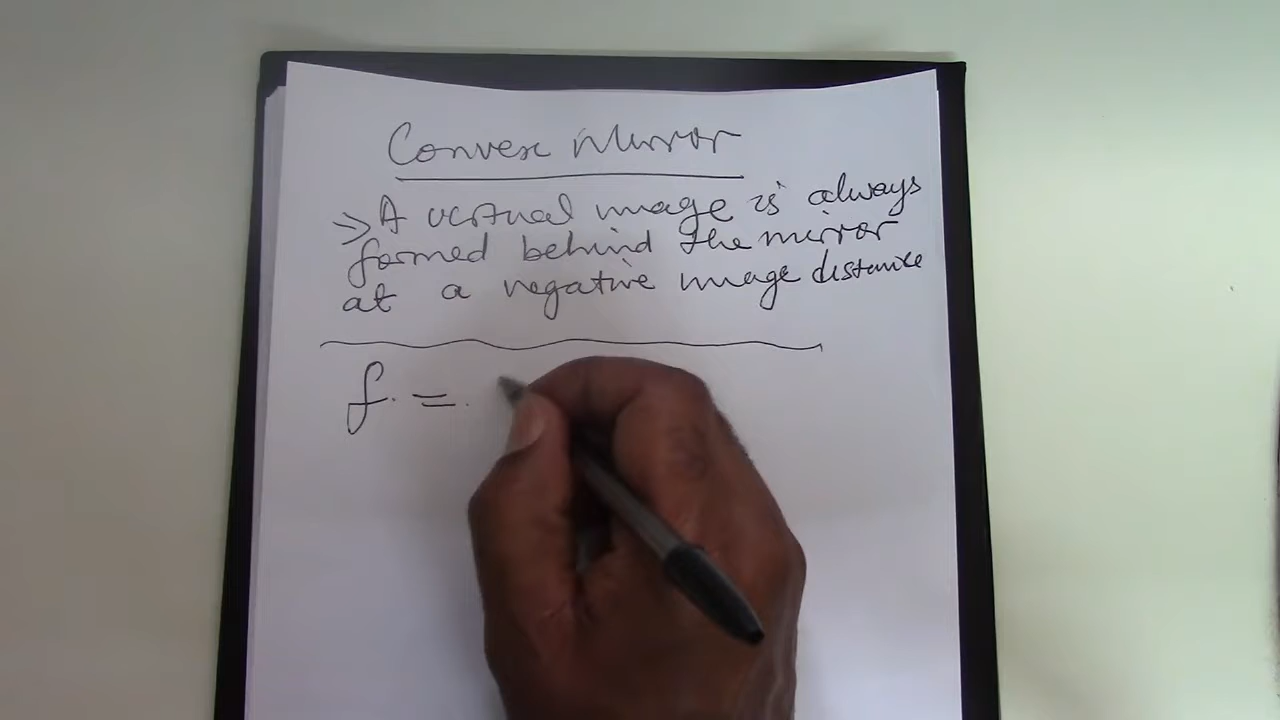 Convex Mirror
=> A virtual image is always
formed behind the mirror
at a negative image distance
f. =.